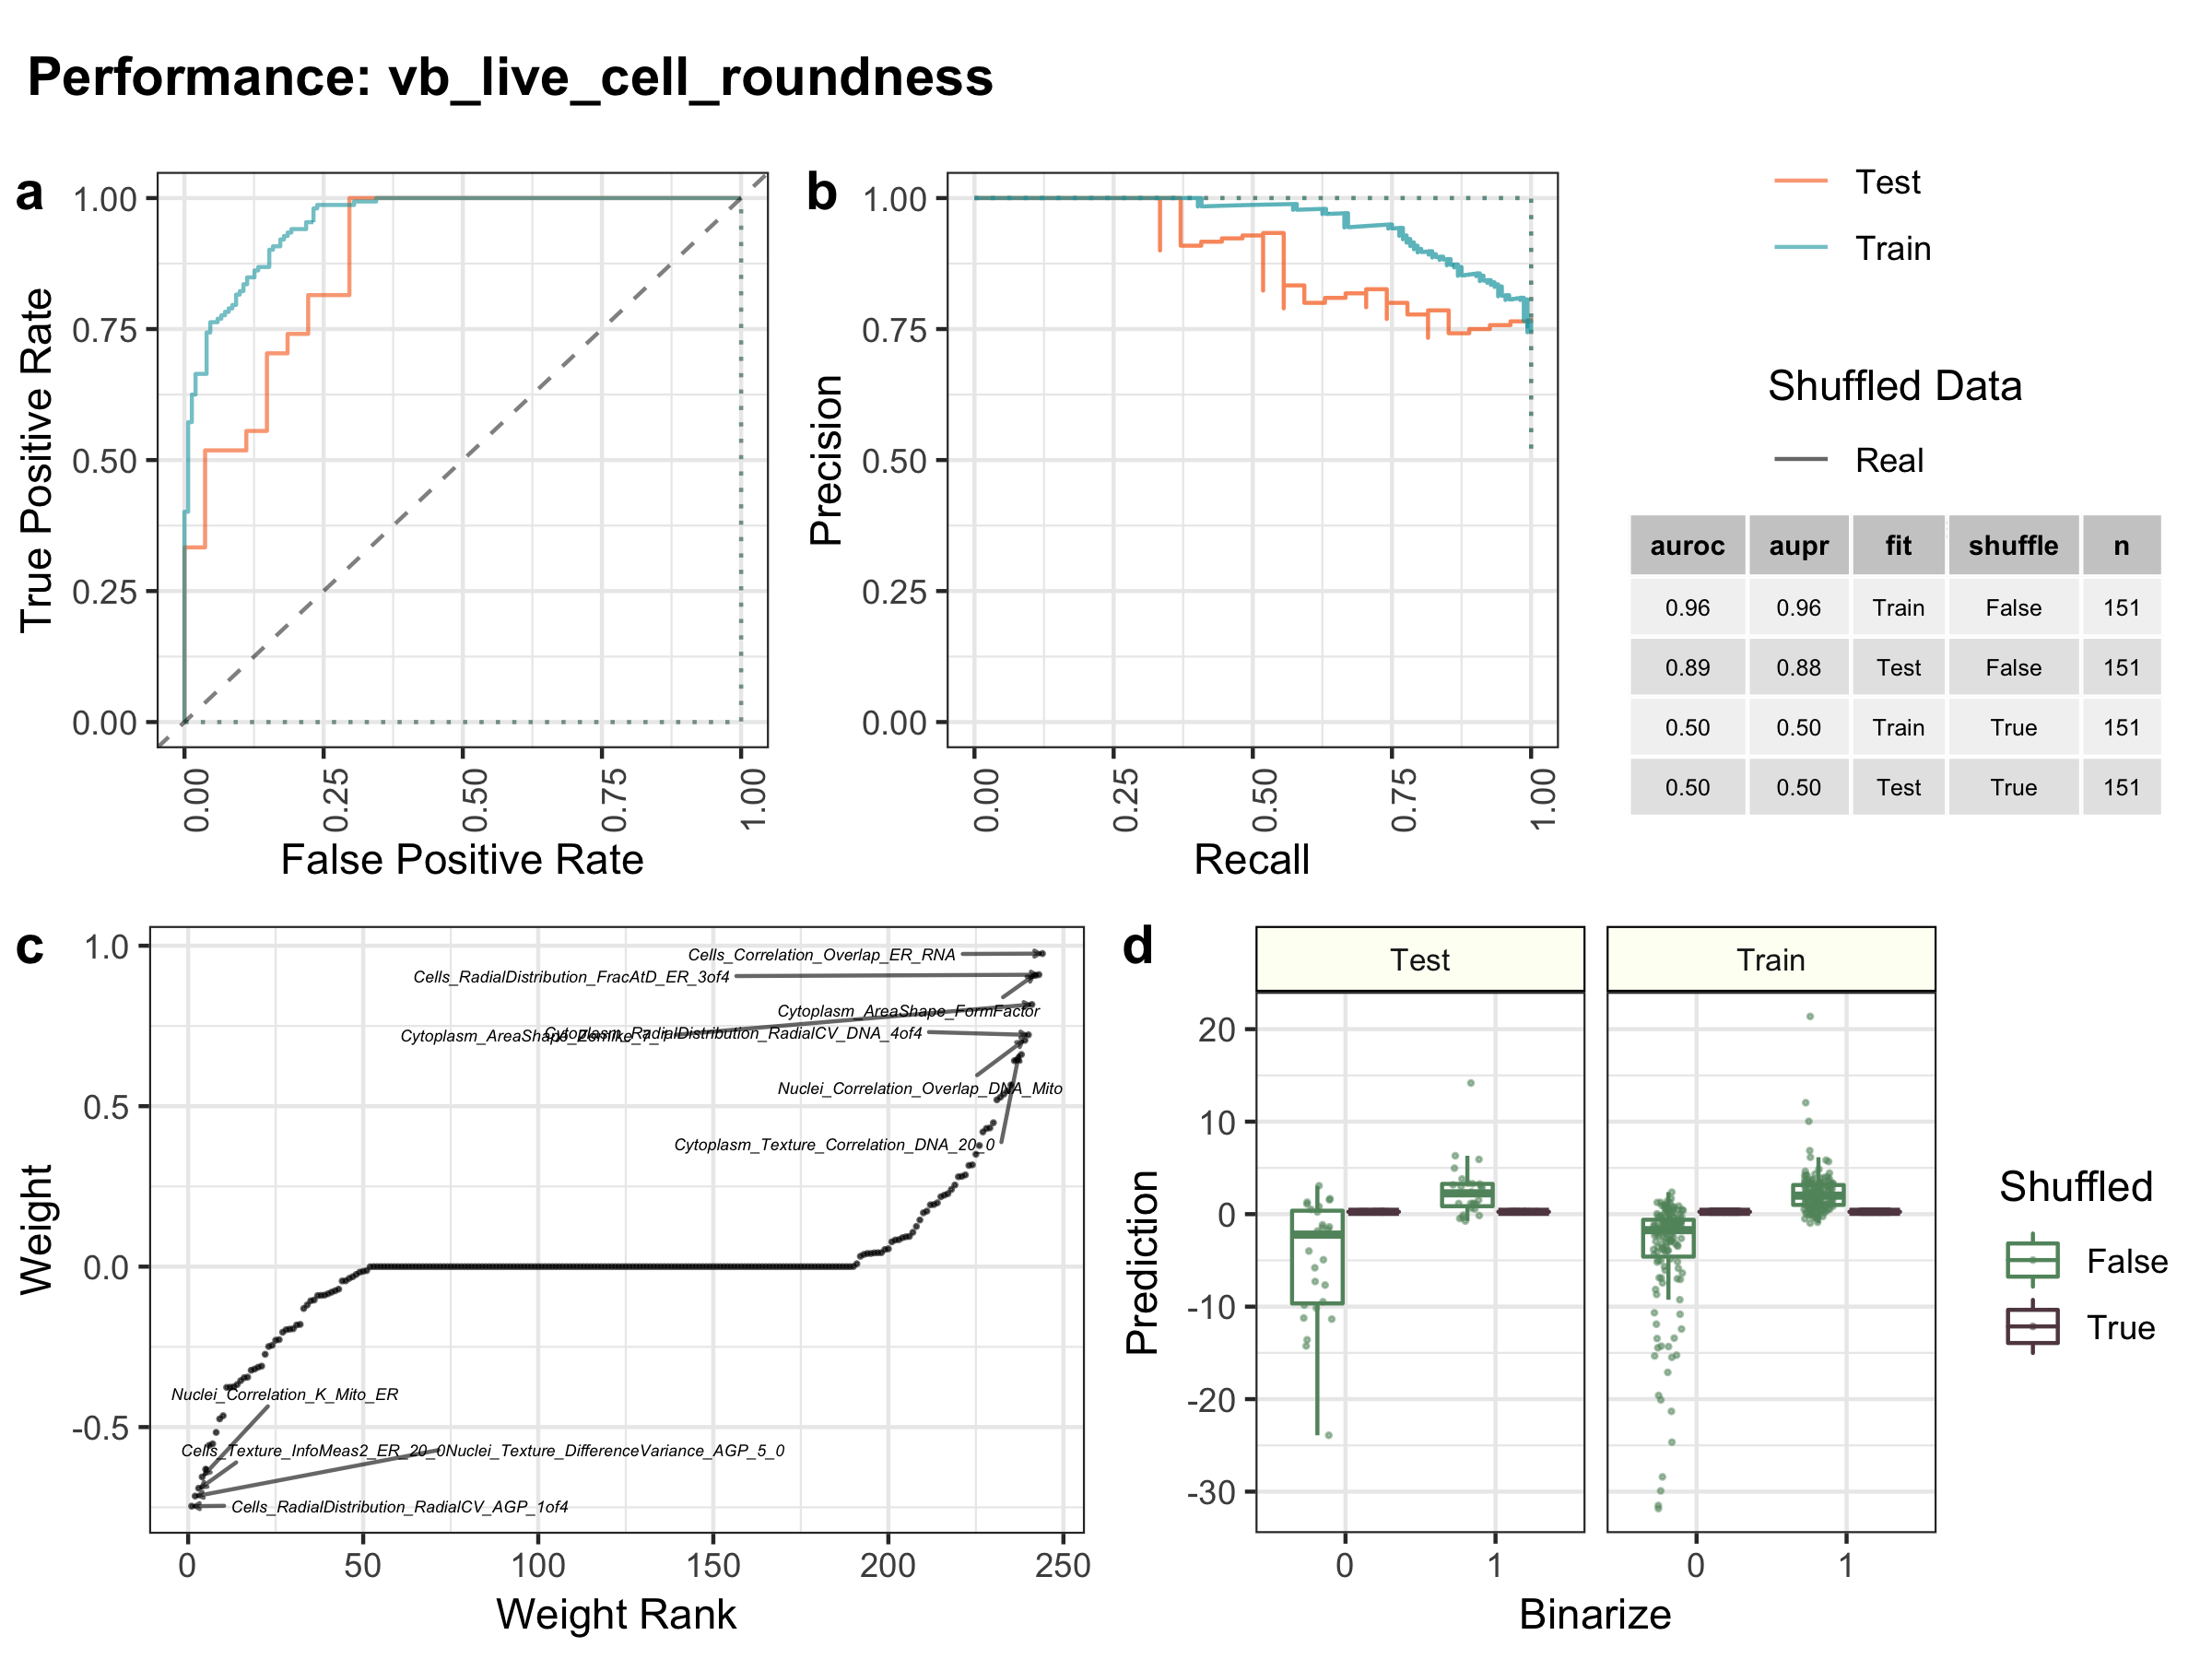 Performance: vb_live_cell_roundness
a
1.00
0.75
0.50
0.25
0.00
True Positive Rate
0.00
0.25
0.50
0.75
1.00
False Positive Rate
b
1.00
0.75
0.50
0.25
0.00
Precision
0.00
0.25
0.50
0.75
1.00
Recall
Test
Train
Shuffled Data
Real
auroc aupr fit shuffle n
0.96 0.96 Train False 151
0.89 0.88 Test False 151
0.50 0.50 Train True 151
0.50 0.50 Test True 151
c
1.0
0.5
0.0
-0.5
Weight
Cells_Correlation_Overlap_ER_RNA
Cells_RadialDistribution_FracAtD_ER_3of4
Cytoplasm_AreaShape_FormFactor
Cytoplasm_AreaShape_Zernike_7_1
Cytoplasm_RadialDistribution_RadialCV_DNA_4of4
Nuclei_Correlation_Overlap_DNA_Mito
Cytoplasm_Texture_Correlation_DNA_20_0
Nuclei_Correlation_K_Mito_ER
Cells_Texture_InfoMeas2_ER_20_0
Nuclei_Texture_DifferenceVariance_AGP_5_0
Cells_RadialDistribution_RadialCV_AGP_1of4
0
50
100
150
200
250
Weight Rank
d
Test
Train
20
10
0
-10
-20
-30
Prediction
0
1
0
1
Binarize
Shuffled
False
True